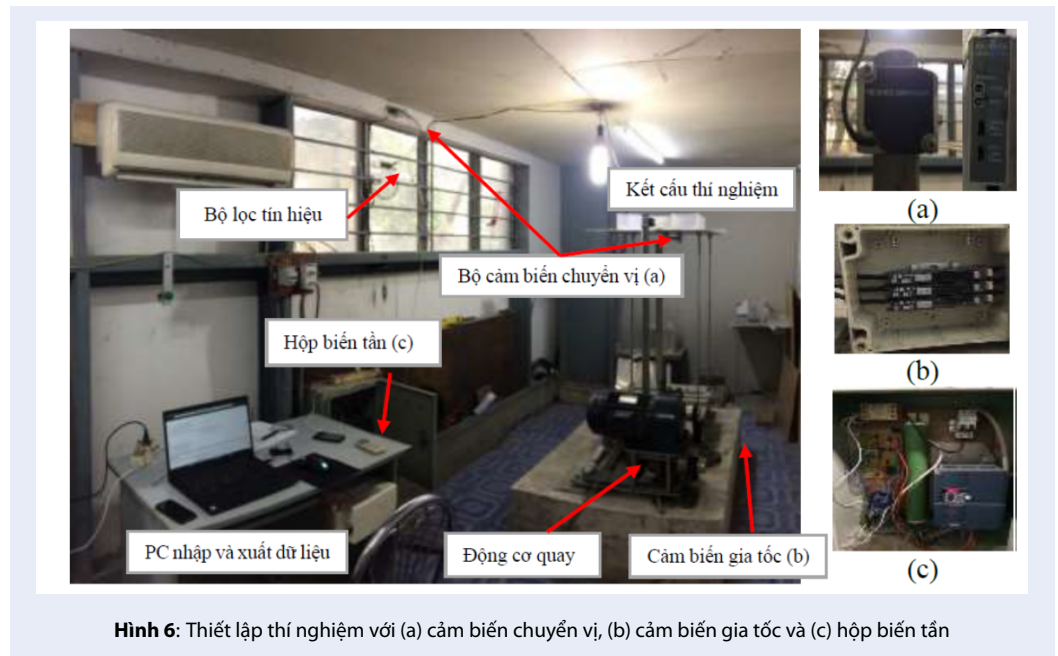 Bộ lọc tín hiệu
Kết cấu thí nghiệm
Bộ cảm biến chuyển vị (a)
Hộp biến tần (c)
PC nhập và xuất dữ liệu
Động cơ quay
Cảm biến gia tốc (b)
(a)
(b)
(c)
Hình 6: Thiết lập thí nghiệm với (a) cảm biến chuyển vị, (b) cảm biến gia tốc và (c) hộp biến tần